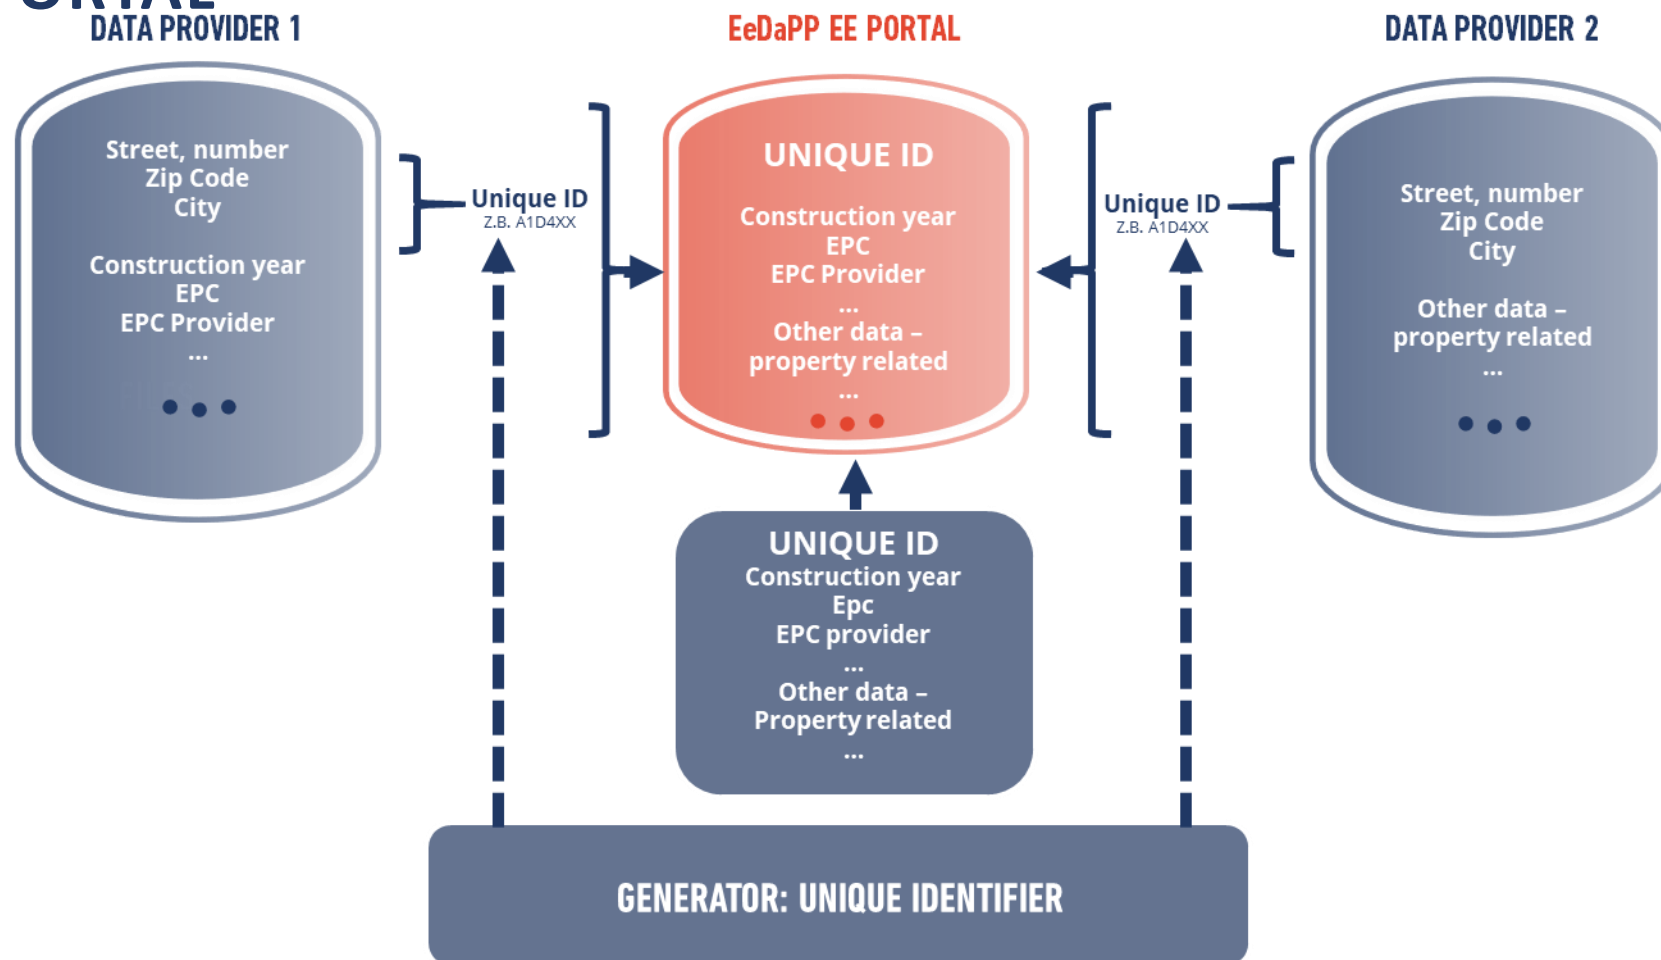 DATA PROVIDER 1
Street, number
Zip Code
City
Construction year
EPC
EPC Provider
...
Unique ID
Z.B. A1D4XX
EeDaPP EE PORTAL
UNIQUE ID
Construction year
EPC
EPC Provider
...
Other data –
property related
...
Unique ID
Z.B. A1D4XX
DATA PROVIDER 2
Street, number
Zip Code
City
Other data –
property related
...
UNIQUE ID
Construction year
Epc
EPC provider
...
Other data –
Property related
...
GENERATOR: UNIQUE IDENTIFIER